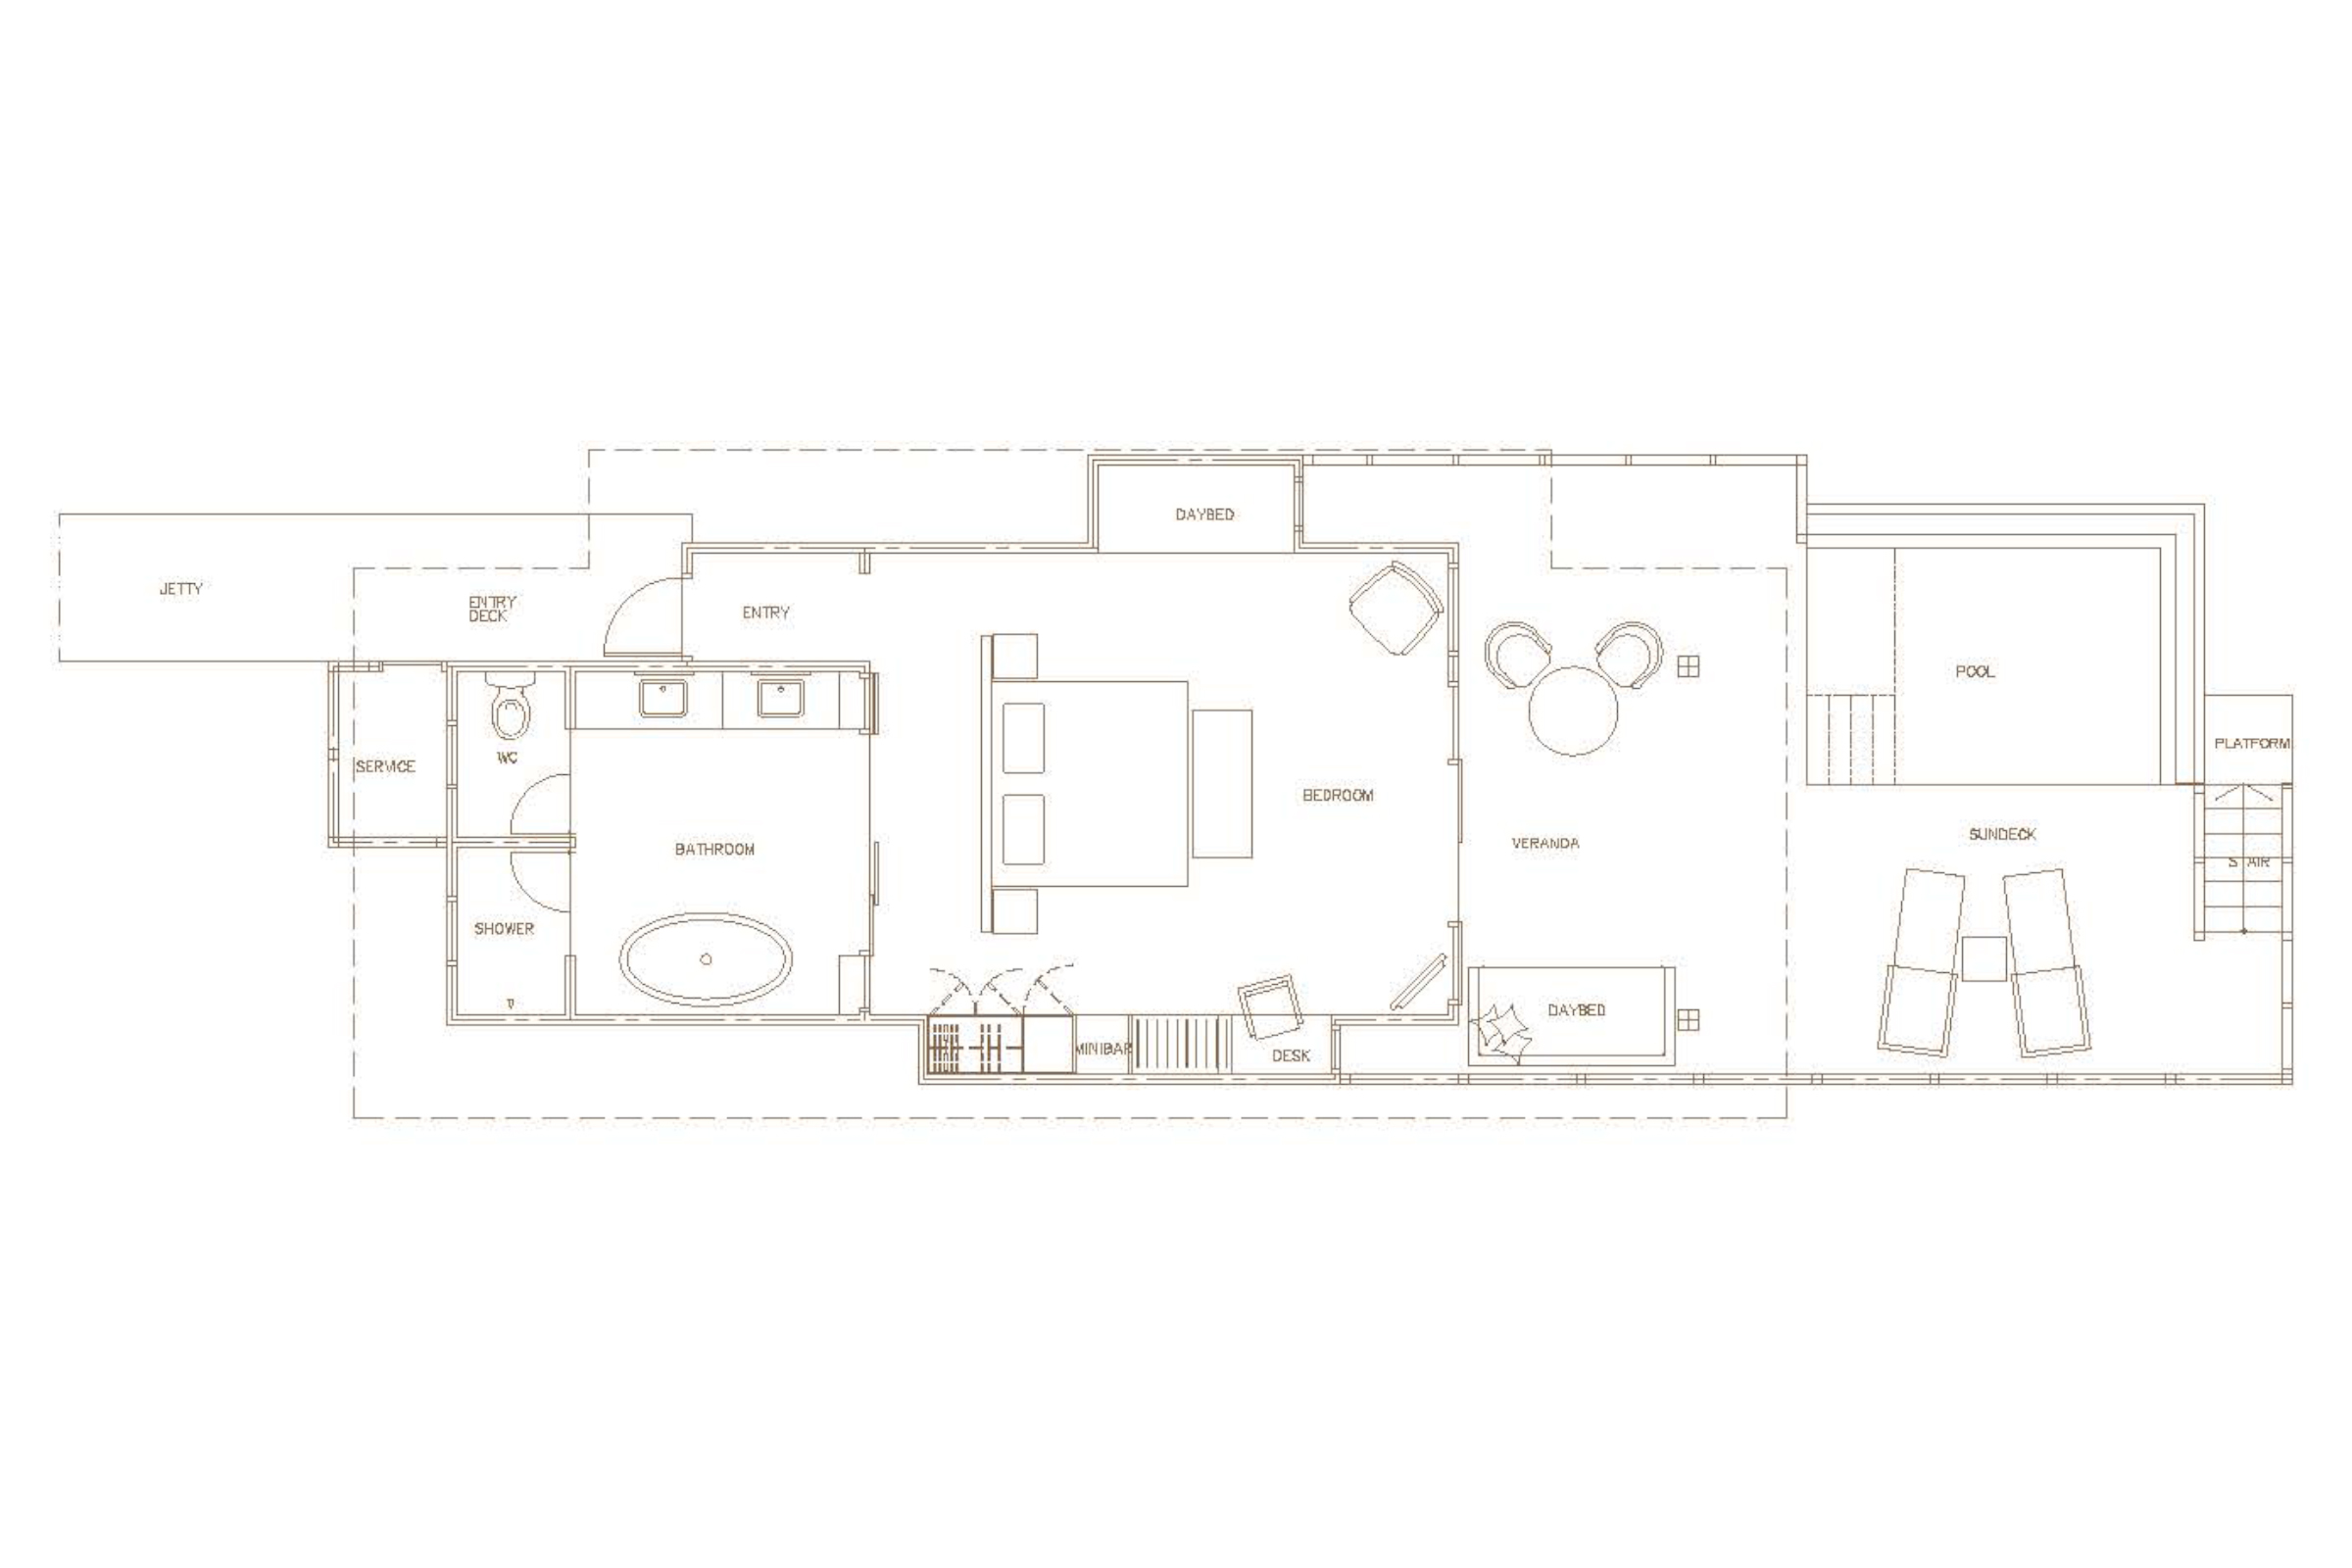 DAYBED
JETTY
ENTRY
DECK
ENTRY
POOL
PLATFORM
WC
SERVICE
BEDROOM
BATHROOM
VERANDA
SUNDECK
STAIR
SHOWER
DAYBED
MINIBAR
DESK